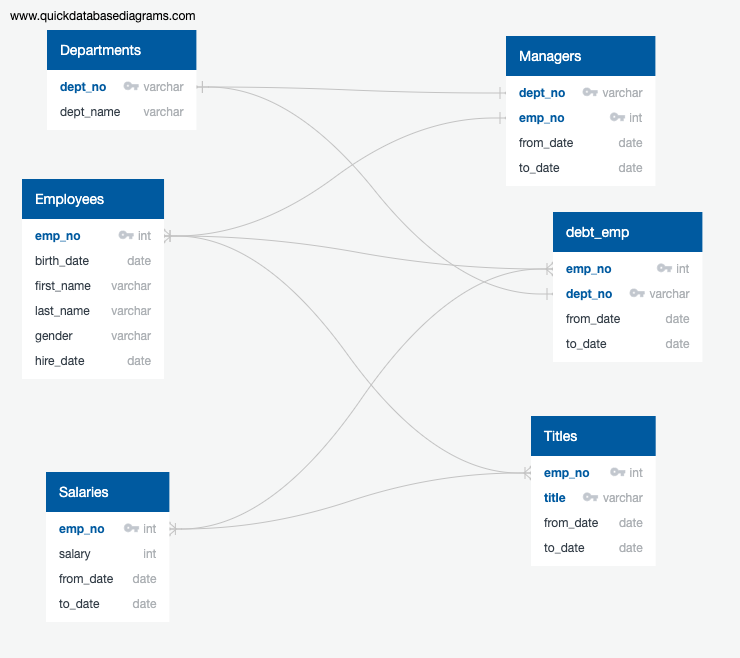 www.quickdatabasediagrams.com
Departments
dept_no varchar
dept_name varchar
Managers
dept_no varchar
emp_no int
from_date date
to_date date
Employees
emp_no int
birth_date date
first_name varchar
last_name varchar
gender varchar
hire_date date
debt_emp
emp_no int
dept_no varchar
from_date date
to_date date
Salaries
emp_no int
salary int
from_date date
to_date date
Titles
emp_no int
title varchar
from_date date
to_date date